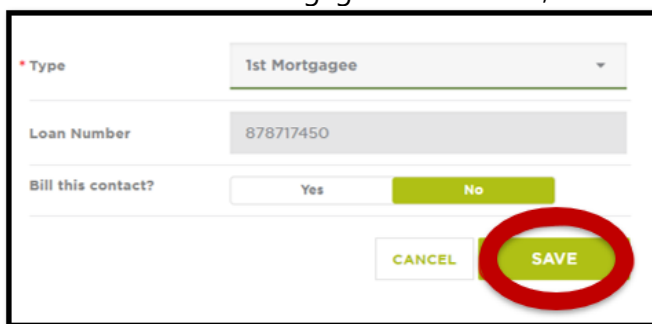 * Type 1st Mortgagee
Loan Number 878717450
Bill this contact? Yes No
CANCEL SAVE